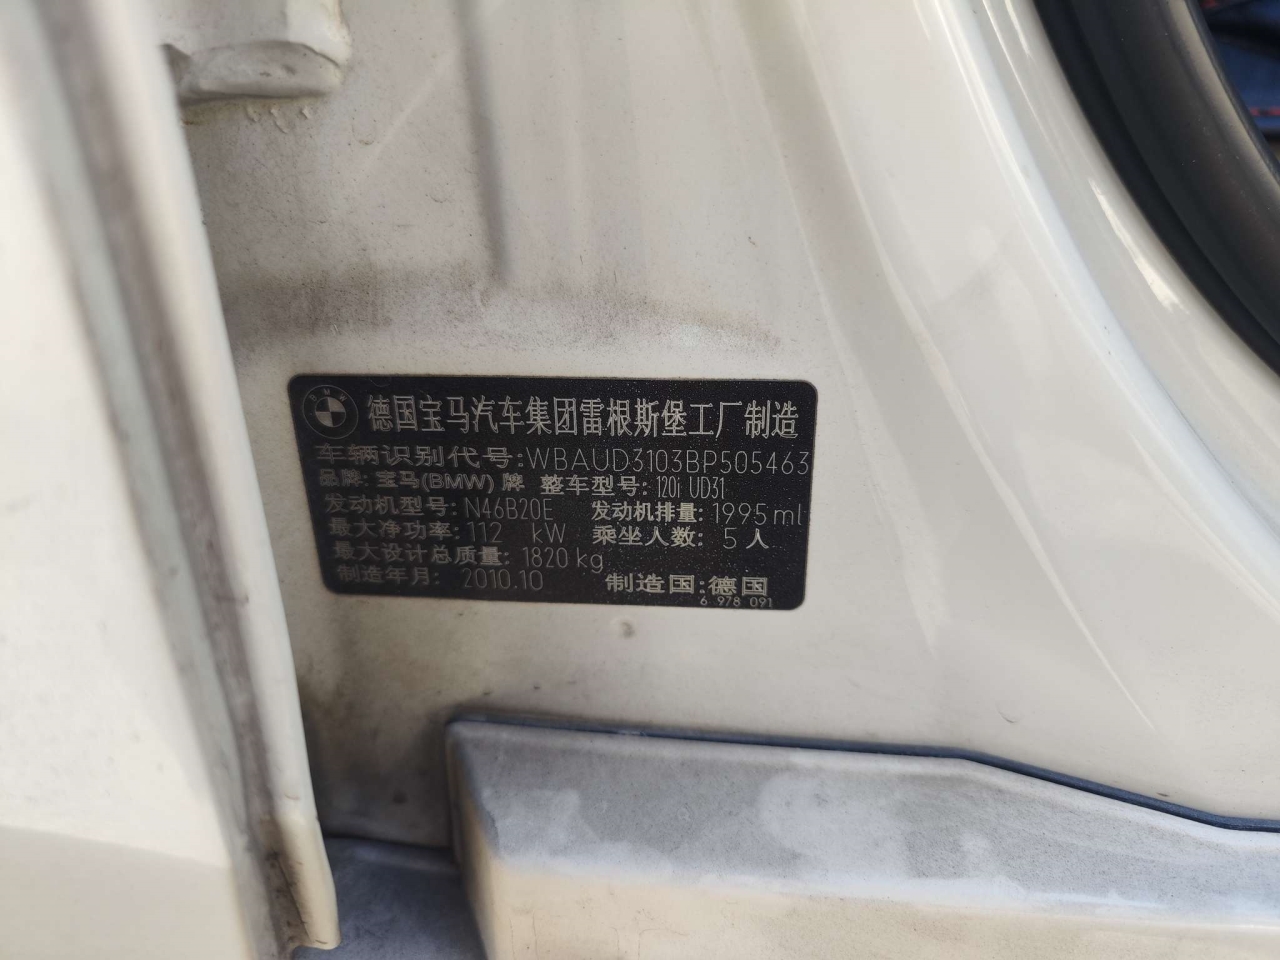 BMW
德国宝马汽车集团雷根斯堡工厂制造
车辆识别代号:WBAUD3103BP505463
品牌: 宝马(BMW) 牌 整车型号: 120i UD31
发动机型号: N46B20E 发动机排量: 1995 ml
最大净功率: 112 kW 乘坐人数: 5 人
最大设计总质量: 1820 kg
制造年月: 2010.10 制造国: 德国
6 978 091